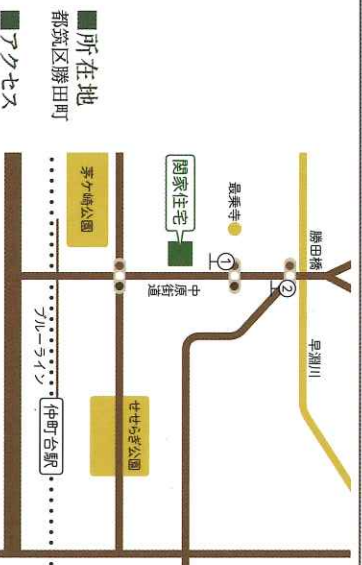 勝田橋
早淵川
②
最乗寺
①
関家住宅
中原街道
茅ケ崎公園
せせらぎ公園
ブルーライン
仲町台駅
■所在地
都筑区勝田町
■アクセス